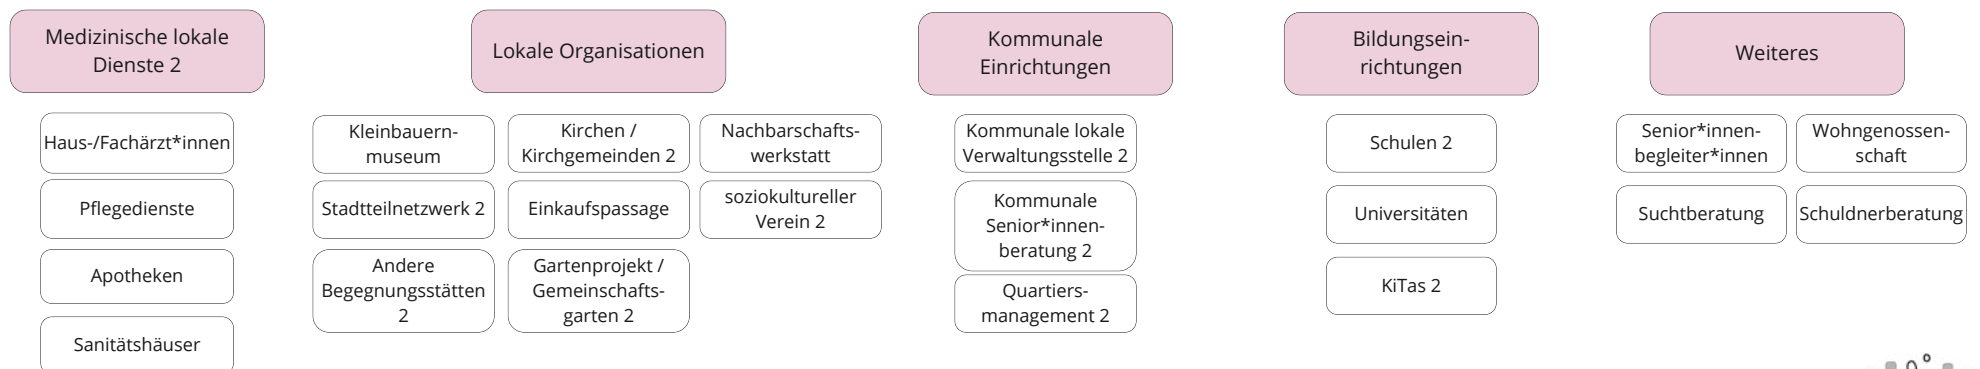 Medizinische lokale
Dienste 2
Haus-/Fachärzt*innen
Pflegedienste
Apotheken
Sanitätshäuser
Lokale Organisationen
Kleinbauern-
museum
Kirchen /
Kirchgemeinden 2
Nachbarschafts-
werkstatt
Stadtteilnetzwerk 2
Einkaufspassage
soziokultureller
Verein 2
Andere
Begegnungsstätten
2
Gartenprojekt /
Gemeinschafts-
garten 2
Kommunale
Einrichtungen
Kommunale lokale
Verwaltungsstelle 2
Kommunale
Senior*innen-
beratung 2
Quartiers-
management 2
Bildungsein-
richtungen
Schulen 2
Universitäten
KiTas 2
Weiteres
Senior*innen-
begleiter*innen
Wohngenossen-
schaft
Suchtberatung
Schuldnerberatung